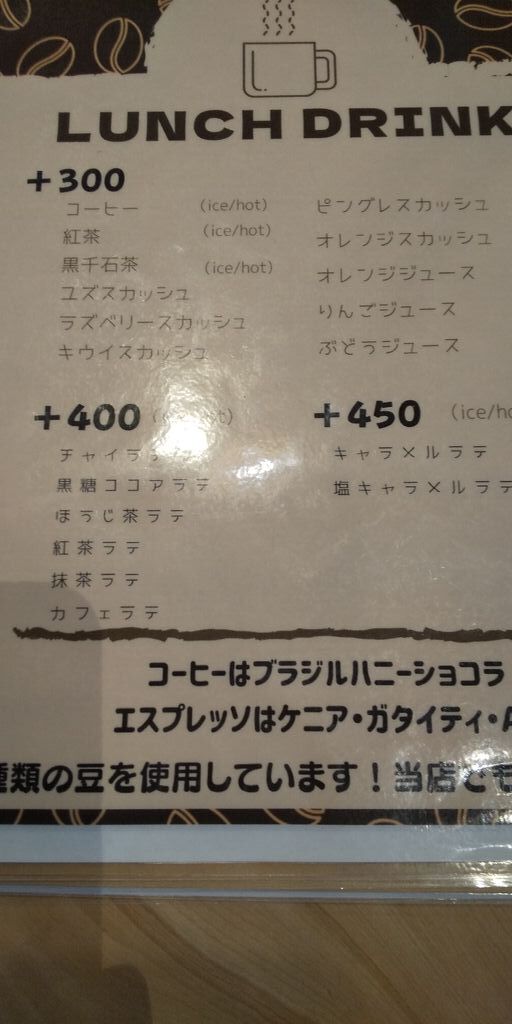 LUNCH DRINK
+300
コーヒー (ice/hot)
紅茶 (ice/hot)
黒千石茶 (ice/hot)
ユズスカッシュ
ラズベリースカッシュ
キウイスカッシュ
ピングレスカッシュ
オレンジスカッシュ
オレンジジュース
りんごジュース
ぶどうジュース
+400
チャイラテ
黒糖ココアラテ
ほうじ茶ラテ
紅茶ラテ
抹茶ラテ
カフェラテ
+450 (ice/ho
キャラメルラテ
塩キャラメルラテ
コーヒーはブラジルハニーショコラ
エスプレッソはケニア・ガタイティ・A
種類の豆を使用しています!当店でも